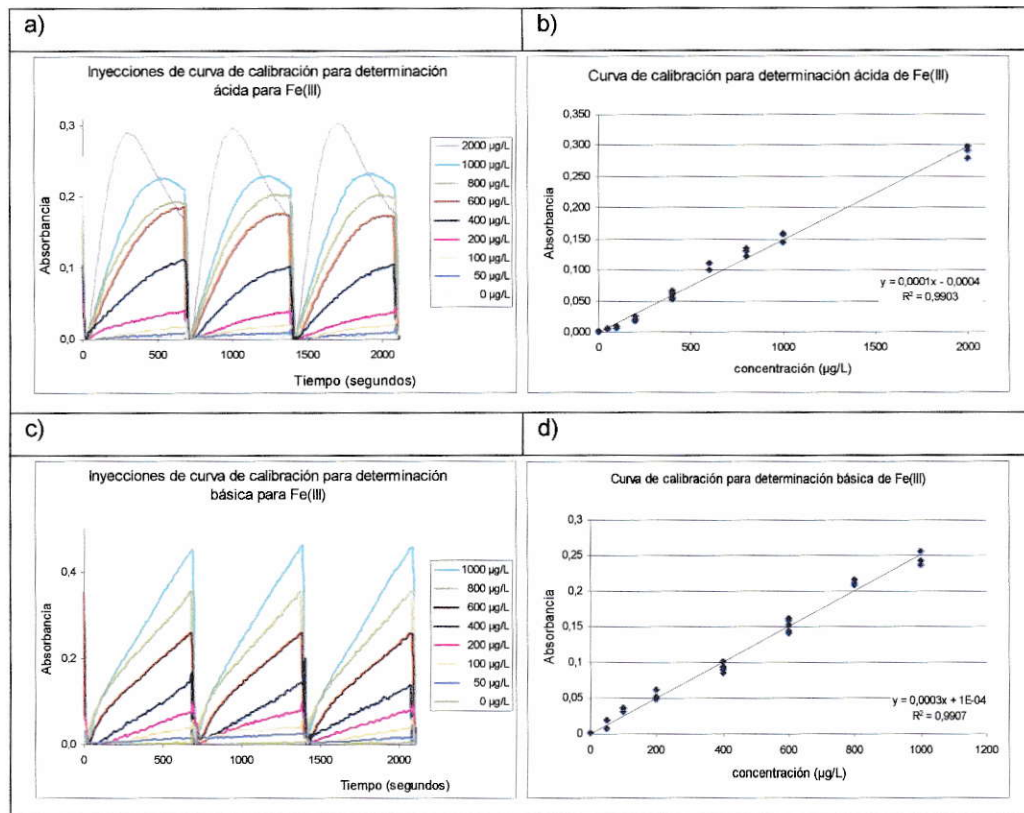 a)
b)
Inyecciones de curva de calibración para determinación
ácida para Fe(III)
0,3
0,2
0,1
0,0
0
500
1000
1500
2000
Absorbancia
Tiempo (segundos)
2000 µg/L
1000 µg/L
800 µg/L
600 µg/L
400 µg/L
200 µg/L
100 µg/L
50 µg/L
0 µg/L
Curva de calibración para determinación ácida de Fe(III)
0,350
0,300
0,250
0,200
0,150
0,100
0,050
0,000
0
500
1000
1500
2000
Absorbancia
concentración (µg/L)
y = 0,0001x - 0,0004
R² = 0,9903
c)
d)
Inyecciones de curva de calibración para determinación
básica para Fe(III)
0,4
0,2
0,0
0
500
1000
1500
2000
Absorbancia
Tiempo (segundos)
1000 µg/L
800 µg/L
600 µg/L
400 µg/L
200 µg/L
100 µg/L
50 µg/L
0 µg/L
Curva de calibración para determinación básica de Fe(III)
0,3
0,25
0,2
0,15
0,1
0,05
0
0
200
400
600
800
1000
1200
Absorbancia
concentración (µg/L)
y = 0,0003x + 1E-04
R² = 0,9907